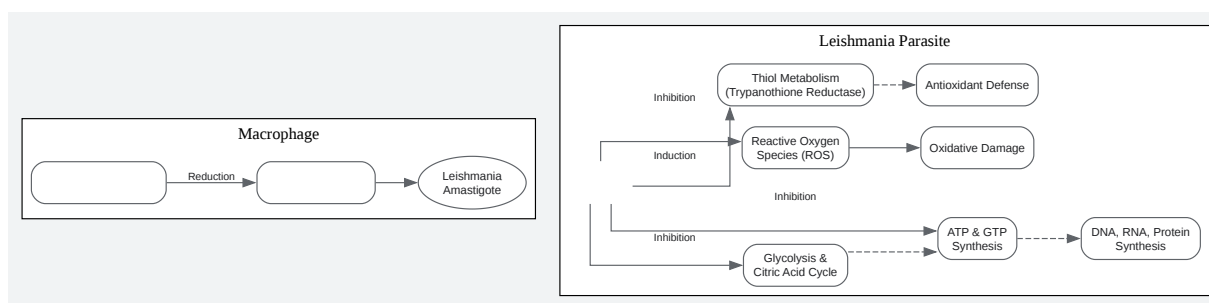 Leishmania Parasite
Thiol Metabolism
(Trypanothione Reductase)
Antioxidant Defense
Inhibition
Macrophage
Reactive Oxygen
Species (ROS)
Oxidative Damage
Induction
Reduction
Leishmania
Amastigote
Inhibition
Inhibition
ATP & GTP
Synthesis
DNA, RNA, Protein
Synthesis
Glycolysis &
Citric Acid Cycle